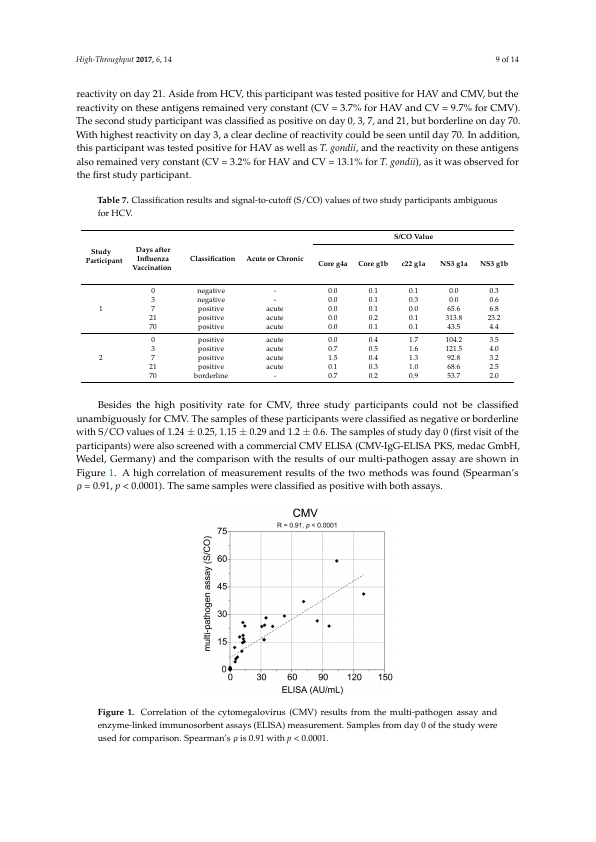 High-Throughput 2017, 6, 14 9 of 14
reactivity on day 21. Aside from HCV, this participant was tested positive for HAV and CMV, but the
reactivity on these antigens remained very constant (CV = 3.7% for HAV and CV = 9.7% for CMV).
The second study participant was classified as positive on day 0, 3, 7, and 21, but borderline on day 70.
With highest reactivity on day 3, a clear decline of reactivity could be seen until day 70. In addition,
this participant was tested positive for HAV as well as T. gondii, and the reactivity on these antigens
also remained very constant (CV = 3.2% for HAV and CV = 13.1% for T. gondii), as it was observed for
the first study participant.
Table 7. Classification results and signal-to-cutoff (S/CO) values of two study participants ambiguous
for HCV.
S/CO Value
Study Participant Days after Influenza Vaccination Classification Acute or Chronic Core g4a Core g1b c22 g1a NS3 g1a NS3 g1b
0 negative - 0.0 0.1 0.1 0.0 0.3
3 negative - 0.0 0.1 0.3 0.0 0.6
1 7 positive acute 0.0 0.1 0.0 65.6 6.8
21 positive acute 0.0 0.2 0.1 313.8 23.2
70 positive acute 0.0 0.1 0.1 43.5 4.4
0 positive acute 0.0 0.4 1.7 104.2 3.5
3 positive acute 0.7 0.5 1.6 121.5 4.0
2 7 positive acute 1.5 0.4 1.3 92.8 3.2
21 positive acute 0.1 0.3 1.0 68.6 2.5
70 borderline - 0.7 0.2 0.9 53.7 2.0
Besides the high positivity rate for CMV, three study participants could not be classified
unambiguously for CMV. The samples of these participants were classified as negative or borderline
with S/CO values of 1.24 ± 0.25, 1.15 ± 0.29 and 1.2 ± 0.6. The samples of study day 0 (first visit of the
participants) were also screened with a commercial CMV ELISA (CMV-IgG-ELISA PKS, medac GmbH,
Wedel, Germany) and the comparison with the results of our multi-pathogen assay are shown in
Figure 1. A high correlation of measurement results of the two methods was found (Spearman's
ρ = 0.91, p < 0.0001). The same samples were classified as positive with both assays.
CMV
R = 0.91, p < 0.0001
multi-pathogen assay (S/CO)
75
60
45
30
15
0
0 30 60 90 120 150
ELISA (AU/mL)
Figure 1. Correlation of the cytomegalovirus (CMV) results from the multi-pathogen assay and
enzyme-linked immunosorbent assays (ELISA) measurement. Samples from day 0 of the study were
used for comparison. Spearman's ρ is 0.91 with p < 0.0001.